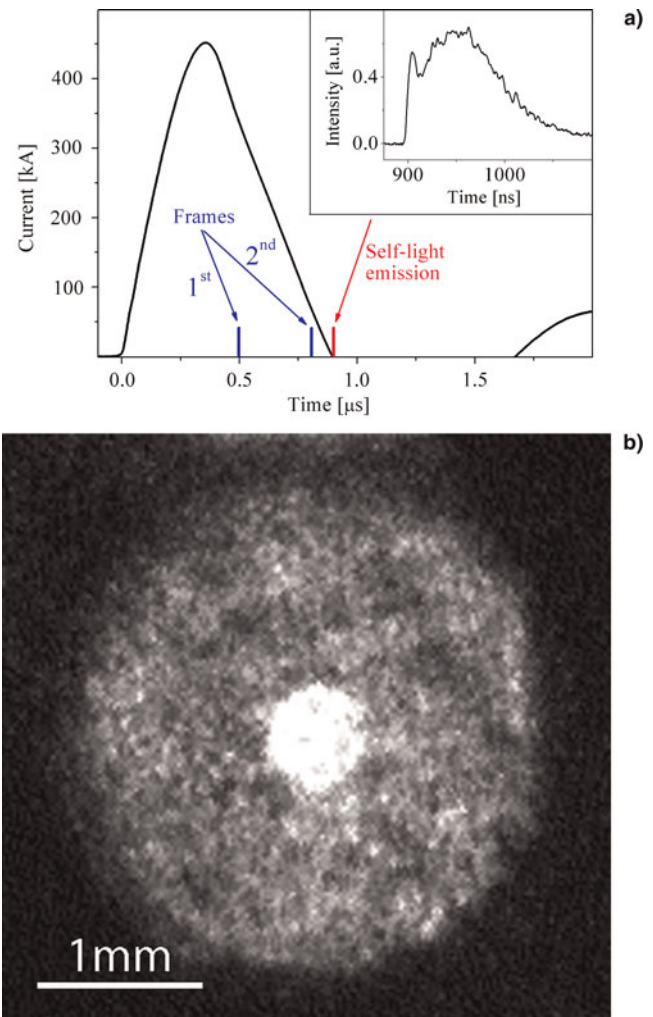 a)
400
300
200
100
Current [kA]
0.0
0.5
1.0
1.5
Time [μs]
Frames
1st
2nd
Self-light
emission
Intensity [a.u.]
0.4
0.0
900
1000
Time [ns]
b)
1mm